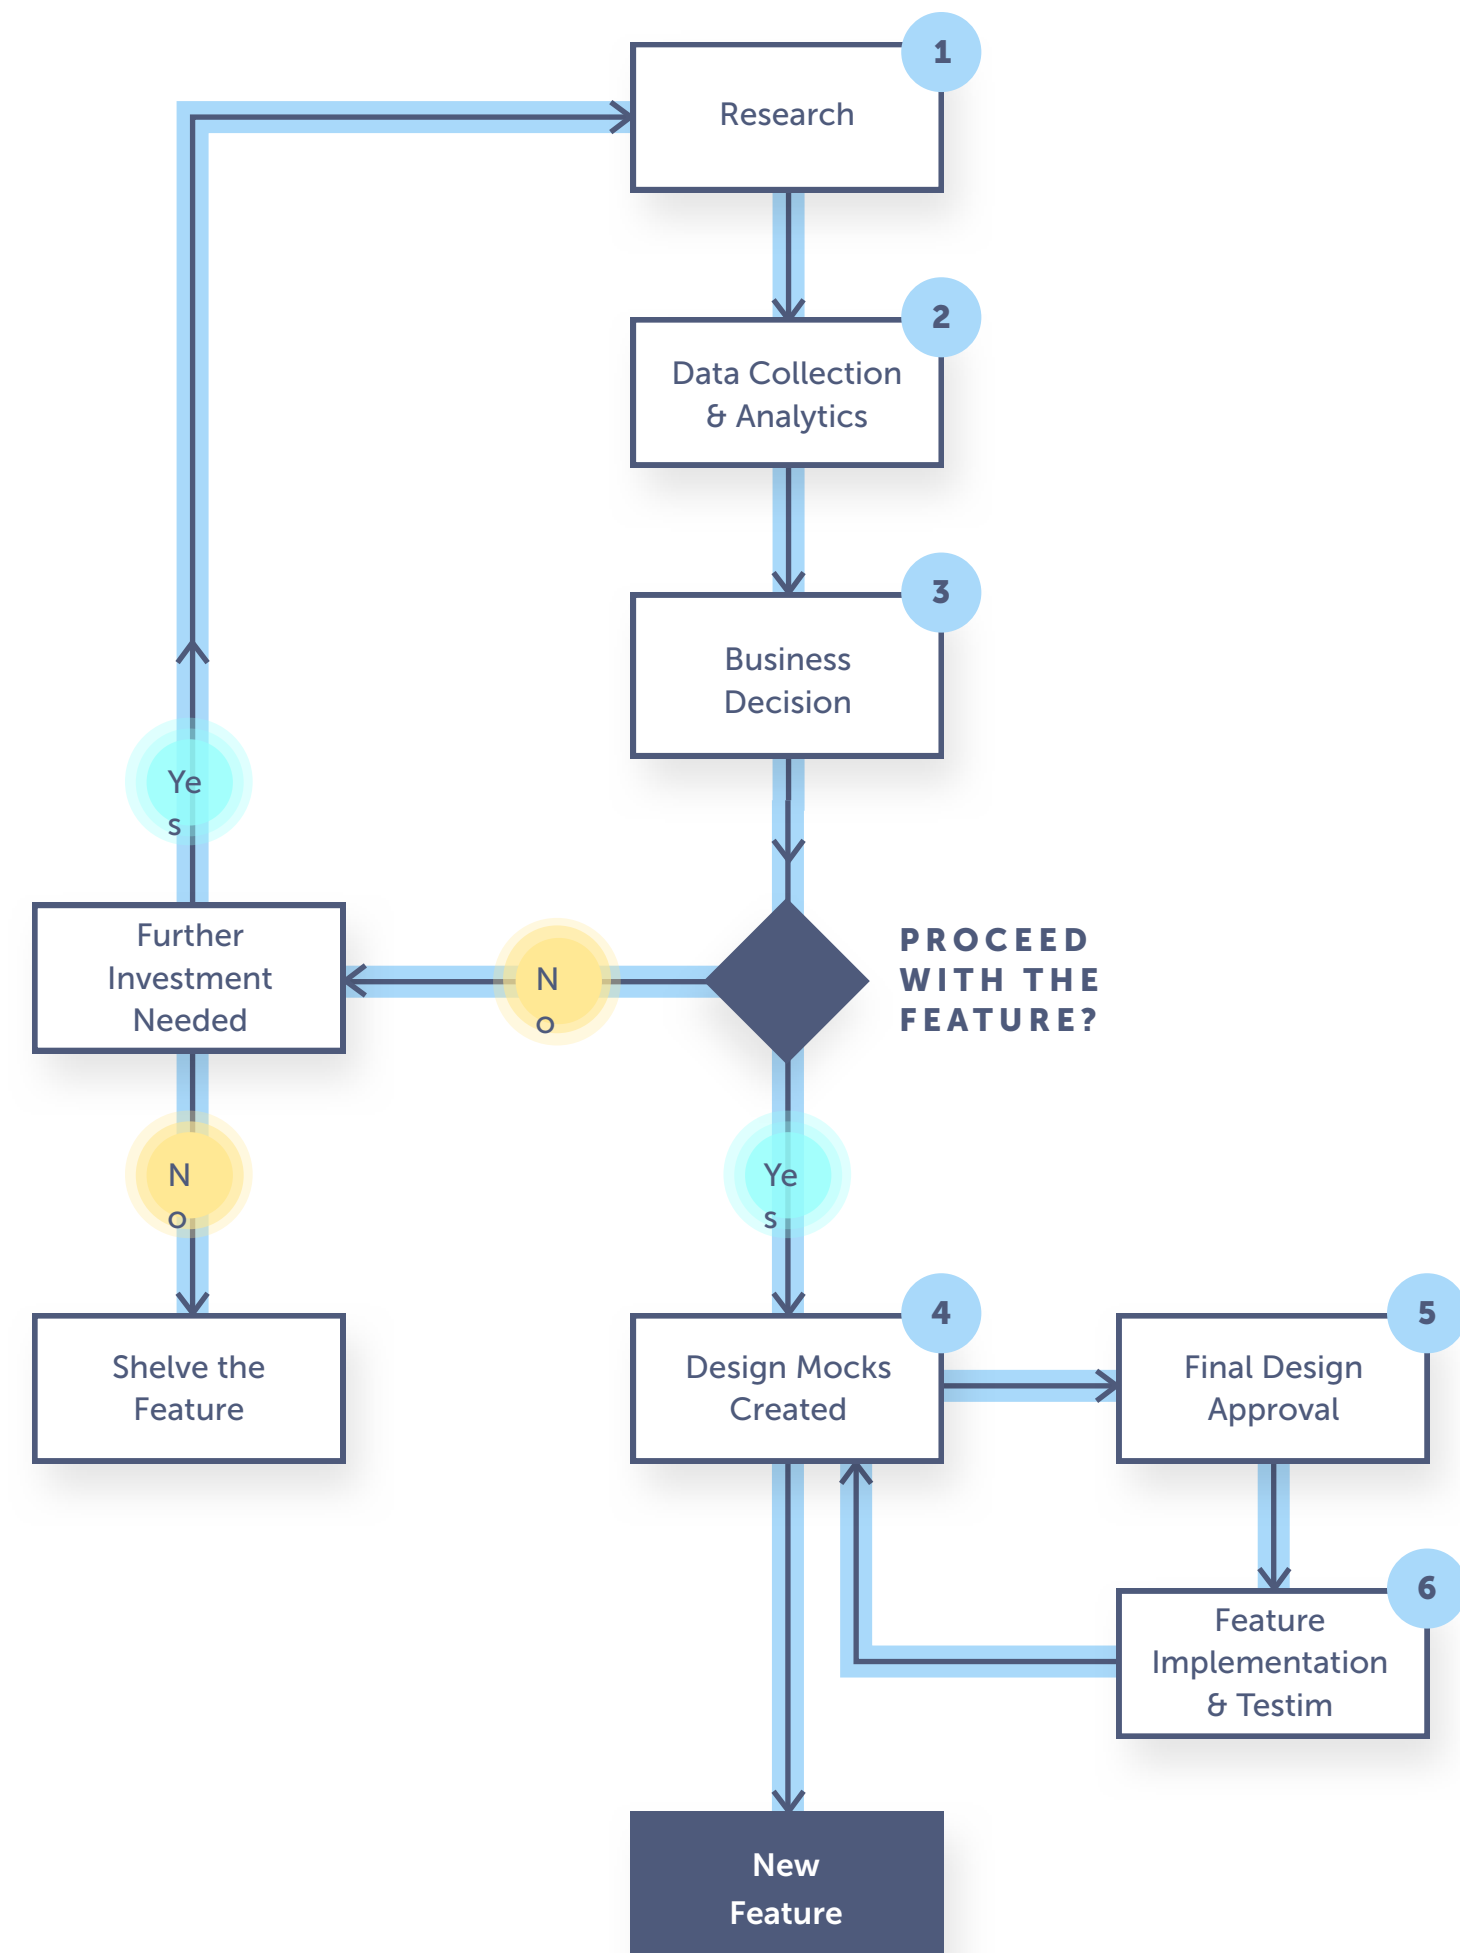 1
Research
2
Data Collection
& Analytics
3
Business
Decision
Ye
s
Further
Investment
Needed
N
o
PROCEED
WITH THE
FEATURE?
N
o
Ye
s
Shelve the
Feature
4
Design Mocks
Created
5
Final Design
Approval
6
Feature
Implementation
& Testim
New
Feature